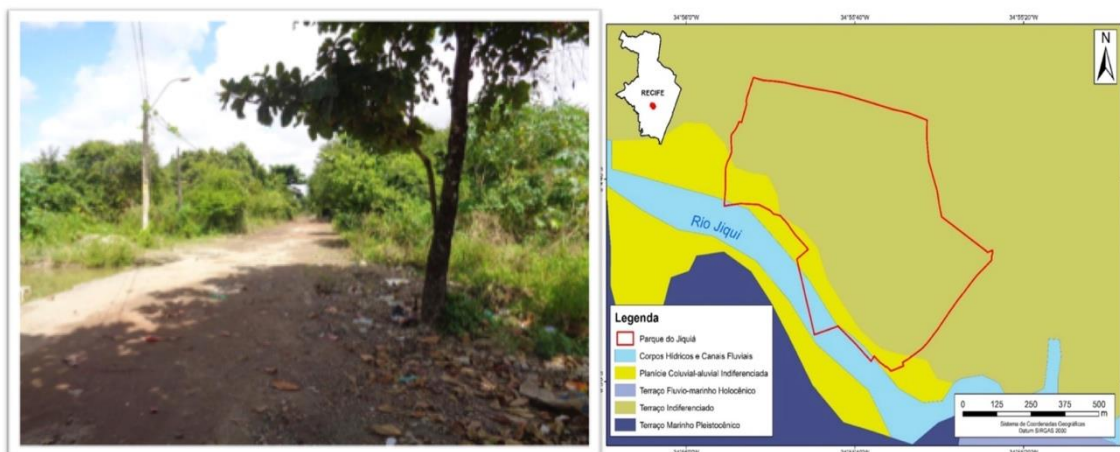 34°56'0"W
34°55'40"W
34°55'20"W
N
RECIFE
Rio Jiquí
Legenda
Parque do Jiquiá
Corpos Hídricos e Canais Fluviais
Planície Coluvial-aluvial Indiferenciada
Terraço Fluvio-marinho Holocênico
Terraço Indiferenciado
Terraço Marinho Pleistocênico
0 125 250 375 500
m
Sistema de Coordenadas Geográficas
Datum SIRGAS 2000